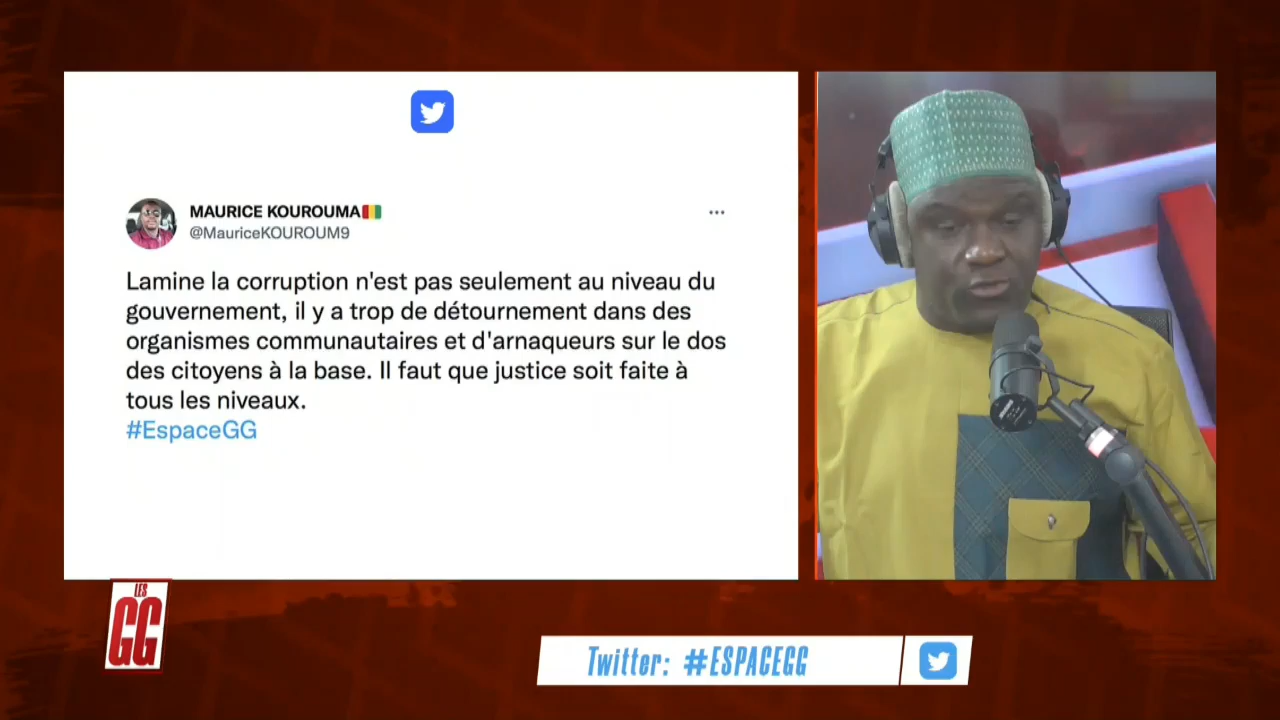 MAURICE KOUROUMA
@MauriceKOUROUM9
Lamine la corruption n'est pas seulement au niveau du
gouvernement, il y a trop de détournement dans des
organismes communautaires et d'arnaqueurs sur le dos
des citoyens à la base. Il faut que justice soit faite à
tous les niveaux.
#EspaceGG
LES
GG
Twitter: #ESPACEGG